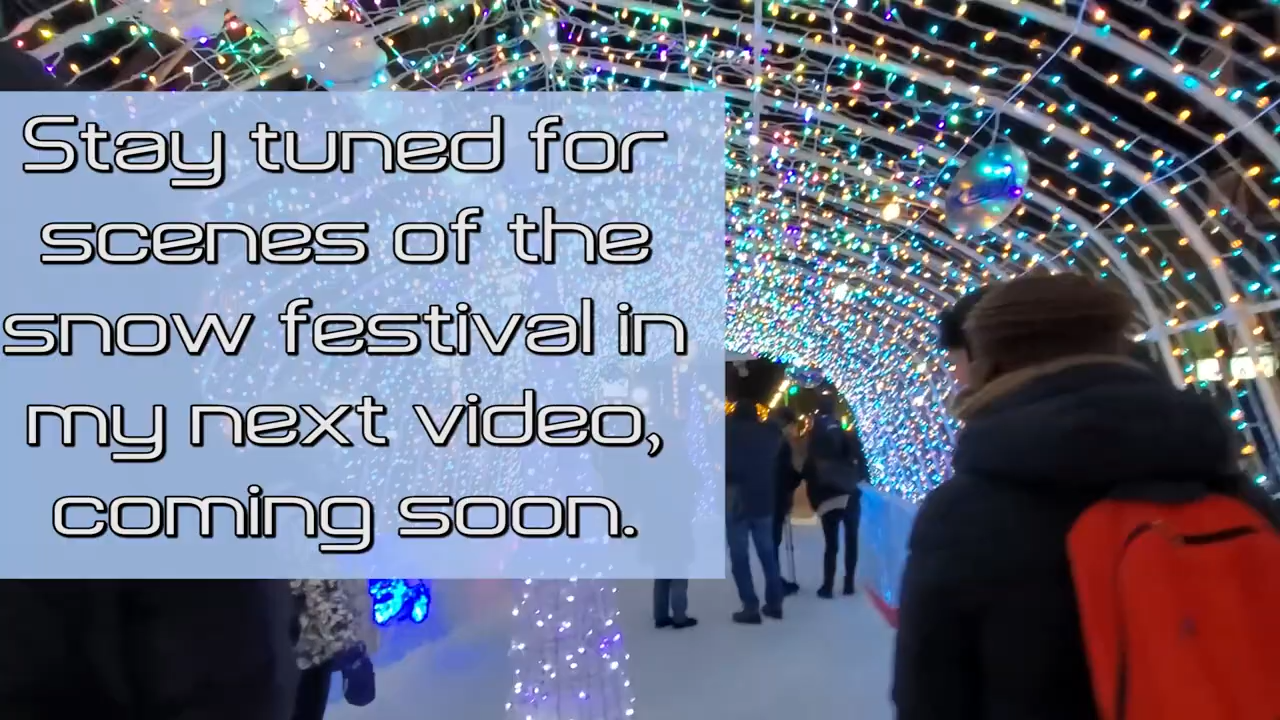 Stay tuned for
scenes of the
snow festival in
my next video,
coming soon.